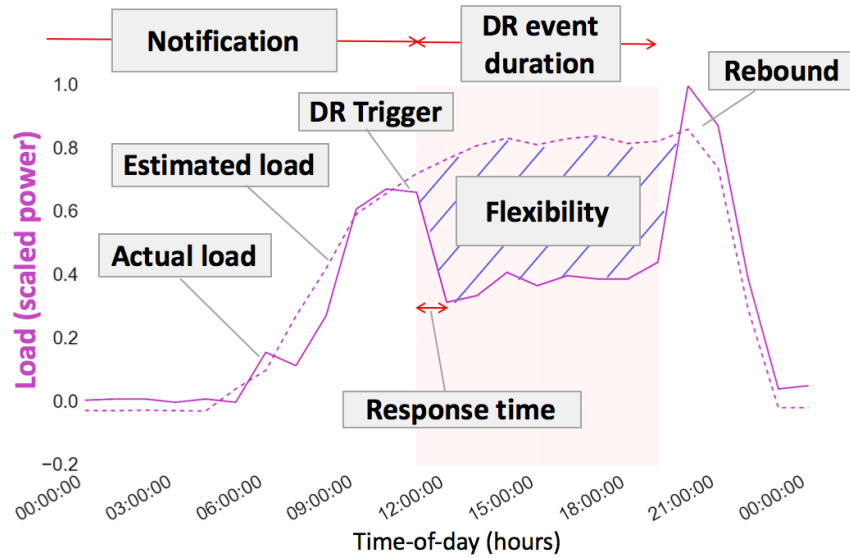 Notification
DR event
duration
Rebound
DR Trigger
Estimated load
Actual load
Flexibility
Response time
Load (scaled power)
1.0
0.8
0.6
0.4
0.2
0.0
−0.2
00:00:00
03:00:00
06:00:00
09:00:00
12:00:00
15:00:00
18:00:00
21:00:00
00:00:00
Time-of-day (hours)